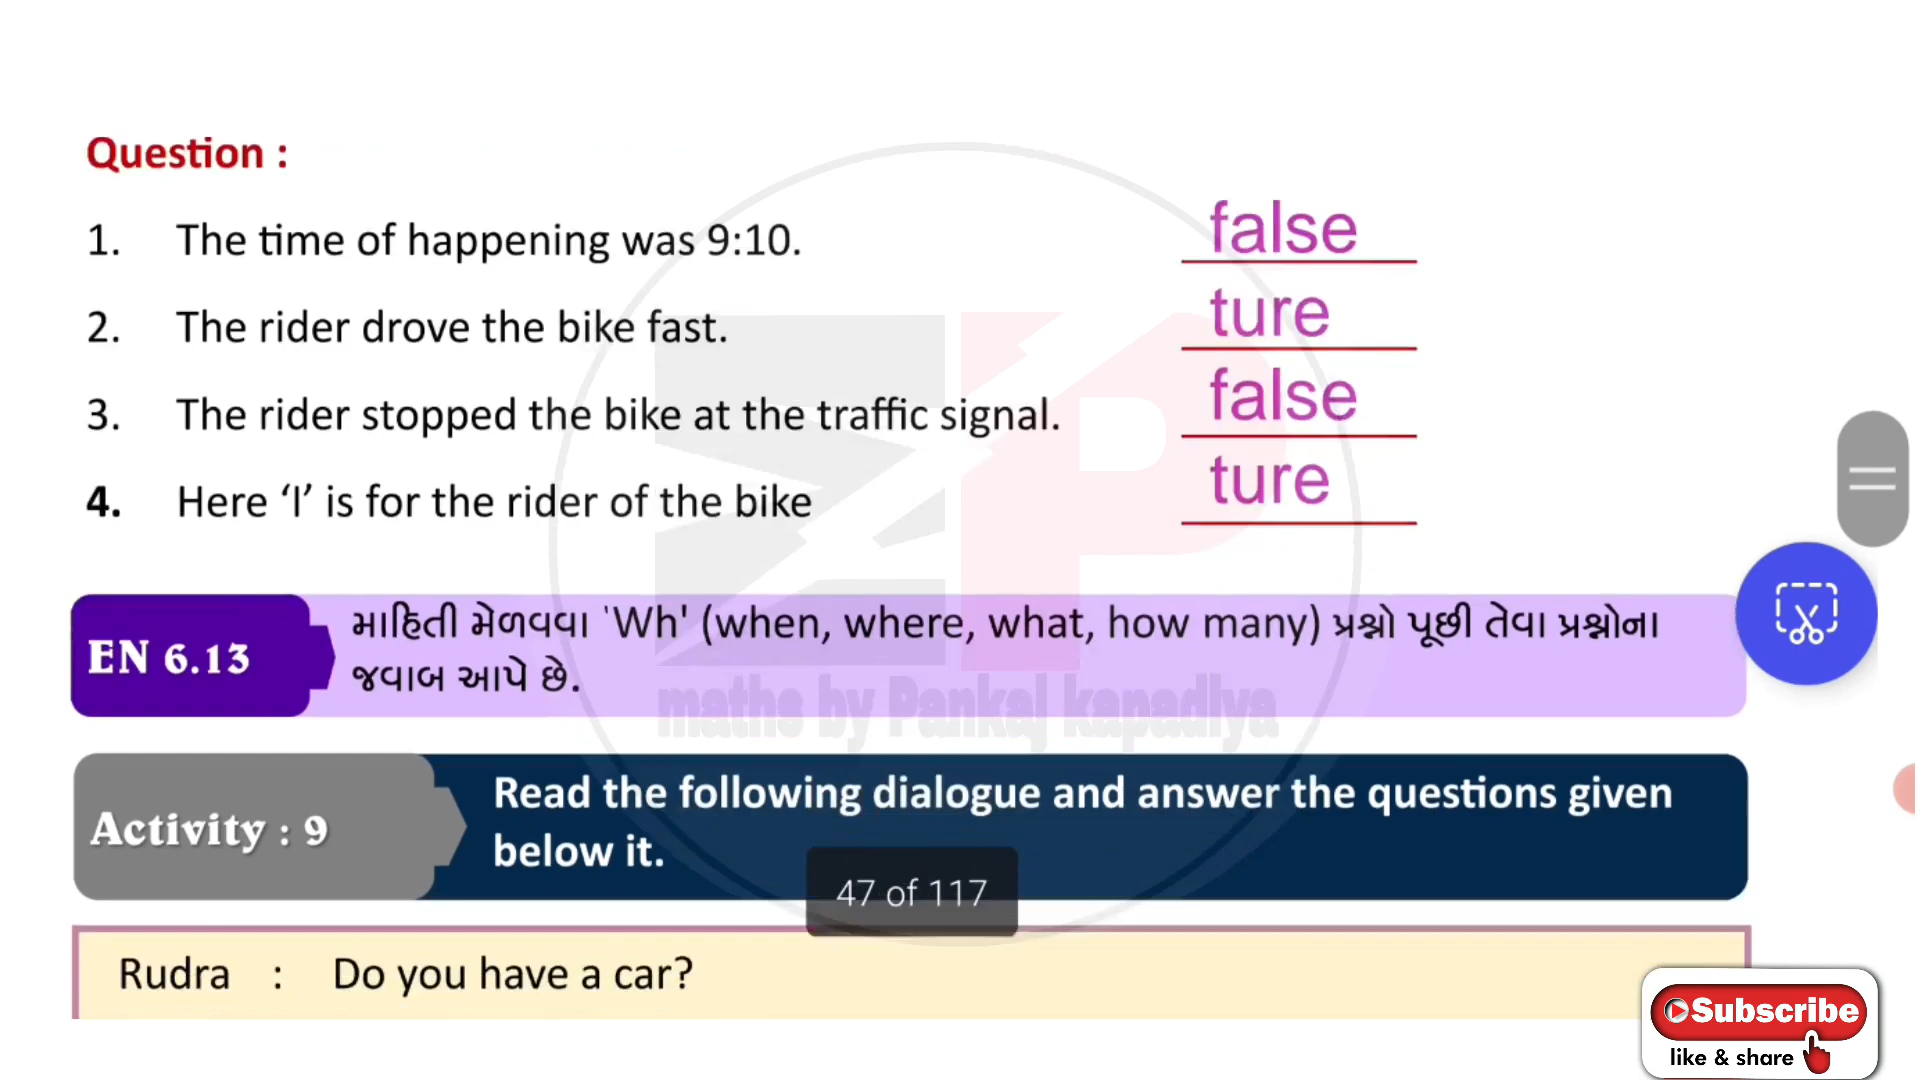 Question :
1. The time of happening was 9:10. false
2. The rider drove the bike fast. ture
3. The rider stopped the bike at the traffic signal. false
4. Here ‘I’ is for the rider of the bike ture
EN 6.13 માહિતી મેળવવા 'Wh' (when, where, what, how many) પ્રશ્નો પૂછી તેવા પ્રશ્નોના
જવાબ આપે છે.
maths by Pankaj kapadiya
Activity : 9 Read the following dialogue and answer the questions given
below it.
47 of 117
Rudra : Do you have a car?
Subscribe
like & share